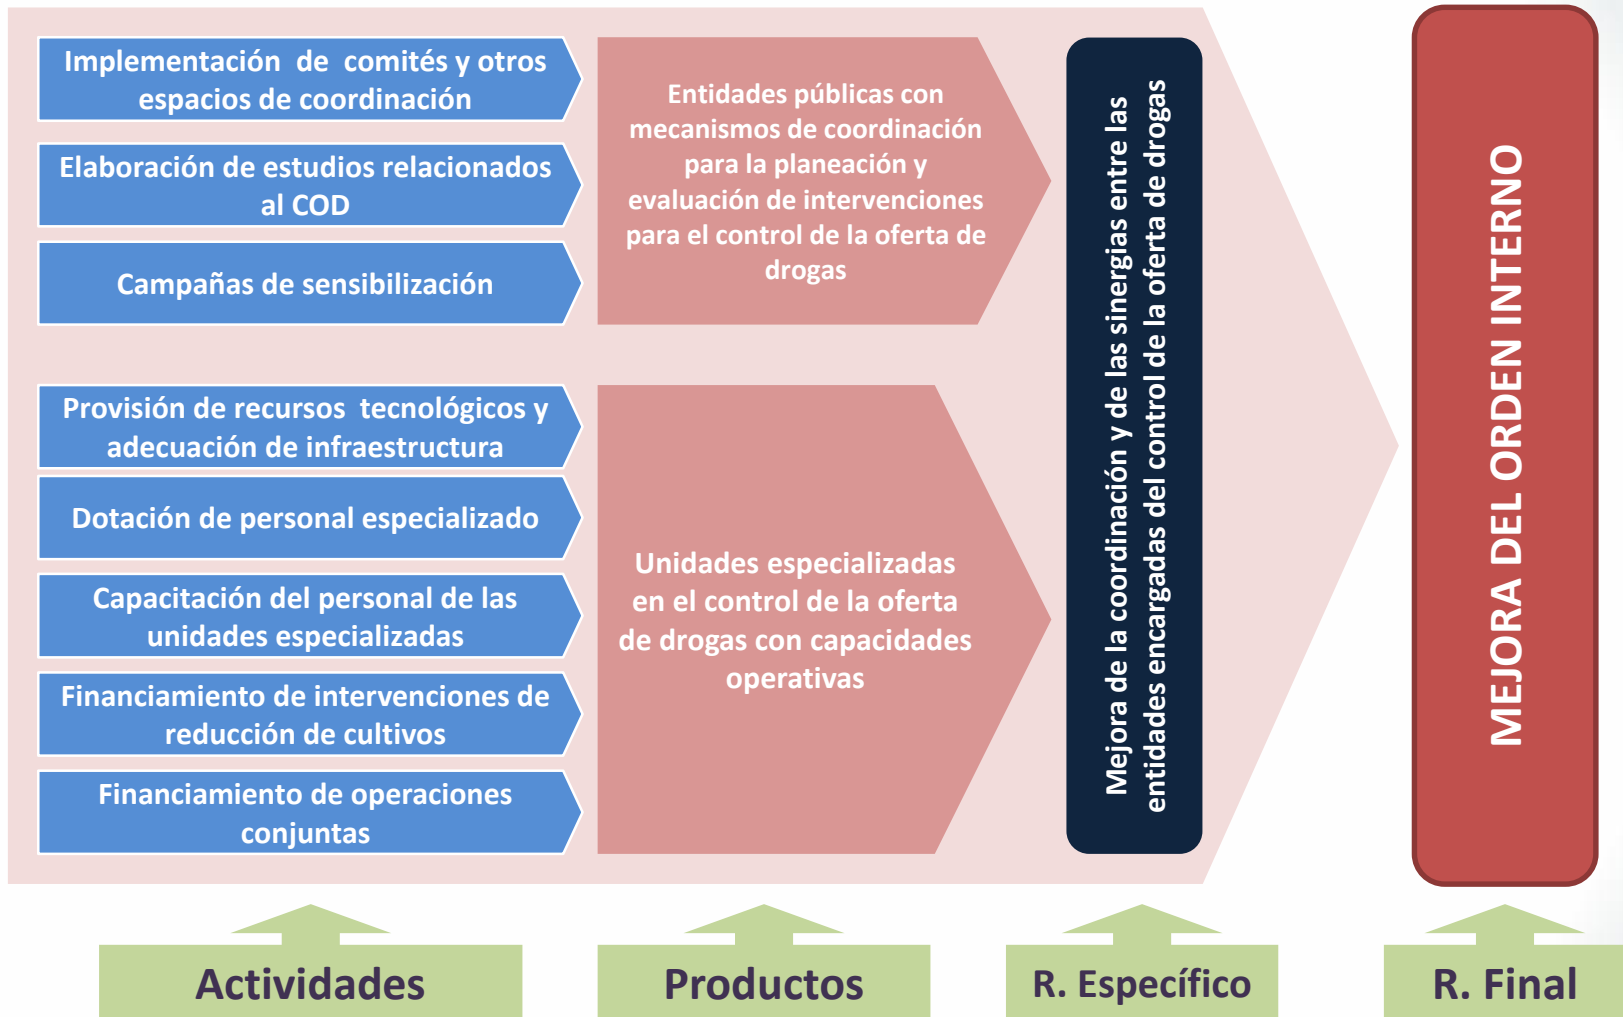 Implementación de comités y otros
espacios de coordinación
Elaboración de estudios relacionados
al COD
Campañas de sensibilización
Entidades públicas con
mecanismos de coordinación
para la planeación y
evaluación de intervenciones
para el control de la oferta de
drogas
Provisión de recursos tecnológicos y
adecuación de infraestructura
Dotación de personal especializado
Capacitación del personal de las
unidades especializadas
Financiamiento de intervenciones de
reducción de cultivos
Financiamiento de operaciones
conjuntas
Unidades especializadas
en el control de la oferta
de drogas con capacidades
operativas
Mejora de la coordinación y de las sinergias entre las
entidades encargadas del control de la oferta de drogas
MEJORA DEL ORDEN INTERNO
Actividades
Productos
R. Específico
R. Final